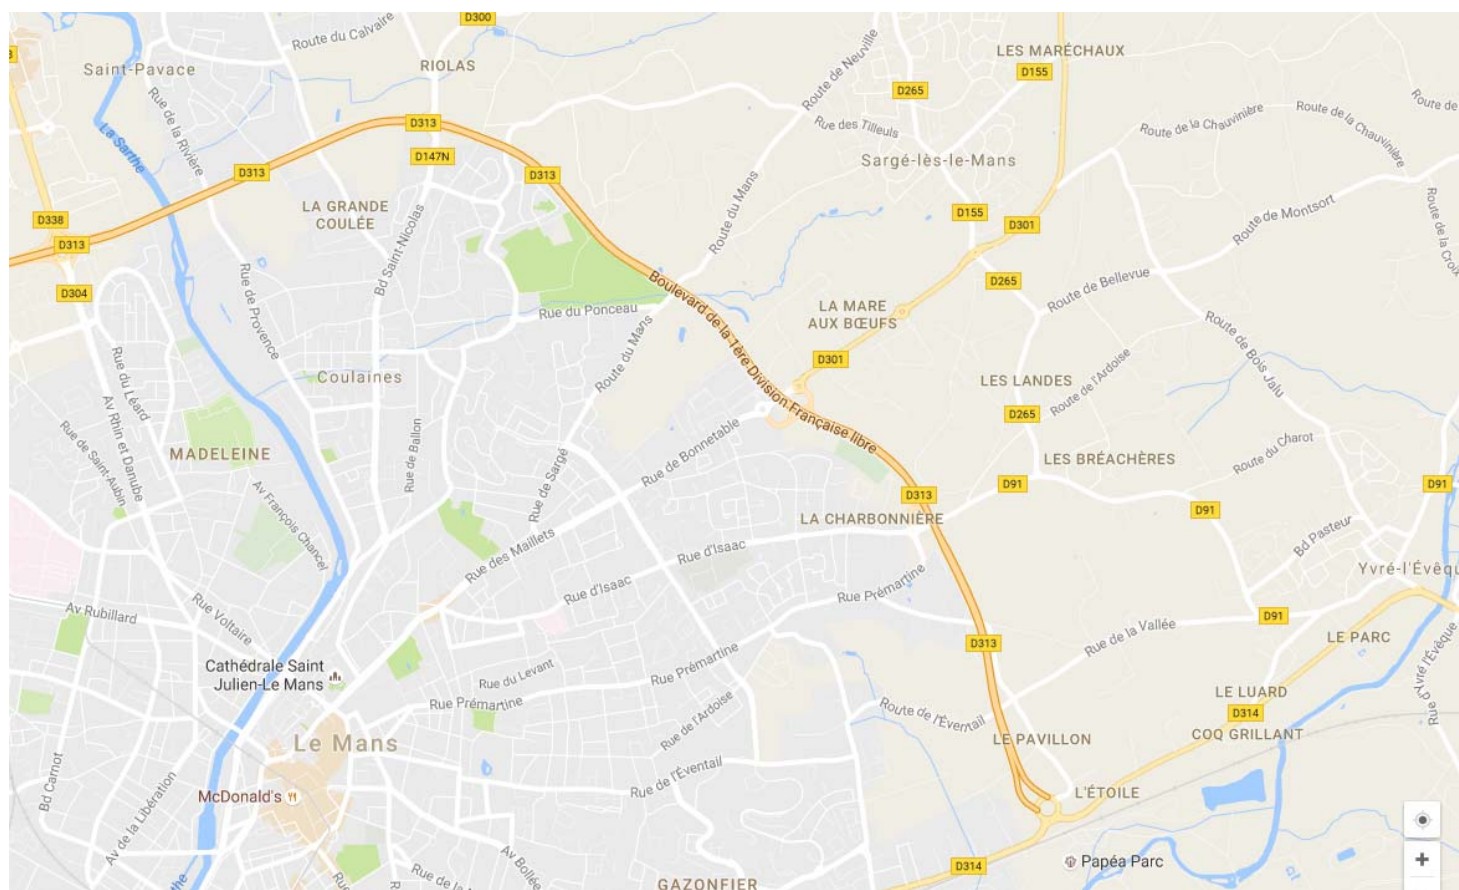 D300
Route du Calvaire
Saint-Pavace
RIOLAS
LES MARÉCHAUX
D155
Route de Neuville
D265
Route de
D313
Rue des Tilleuls
Route de la Chauvinière
Route de la Chauvinière
La Sarthe
Rue de la Rivière
D147N
D313
D313
Sargé-lès-le-Mans
LA GRANDE
COULÉE
Bd Saint-Nicolas
Route du Mans
D155
D301
Route de Montsort
Route de la Croix
D338
D313
D304
Rue de Provence
Boulevard de la 1ère Division Française libre
Rue du Ponceau
D265
Route de Bellevue
LA MARE
AUX BŒUFS
Route du Mans
D301
Route de Bois Jalu
Rue du Léard
Coulaines
LES LANDES
Route de l'Ardoise
D265
Av Rhin et Danube
Rue de Saint-Aubin
MADELEINE
Rue de Ballon
Rue de Sargé
Rue de Bonnetable
LES BRÉACHÈRES
Route du Charot
Av François Chancel
D313
D91
D91
D91
LA CHARBONNIÈRE
Rue des Maillets
Rue d'Isaac
Bd Pasteur
Yvré-l'Évêqu
Rue d'Isaac
Rue Prémartine
Av Rubillard
Rue Voltaire
D91
D313
Rue de la Vallée
LE PARC
Cathédrale Saint
Julien-Le Mans
Rue du Levant
Rue Prémartine
Rue Prémartine
Rue d'Yvré l'Évêque
LE LUARD
D314
COQ GRILLANT
Rue de l'Ardoise
Route de l'Éventail
LE PAVILLON
Le Mans
Rue de l'Éventail
L'ÉTOILE
Bd Carnot
McDonald's
Av de la Libération
Av Bollée
D314
Papéa Parc
GAZONFIER
+